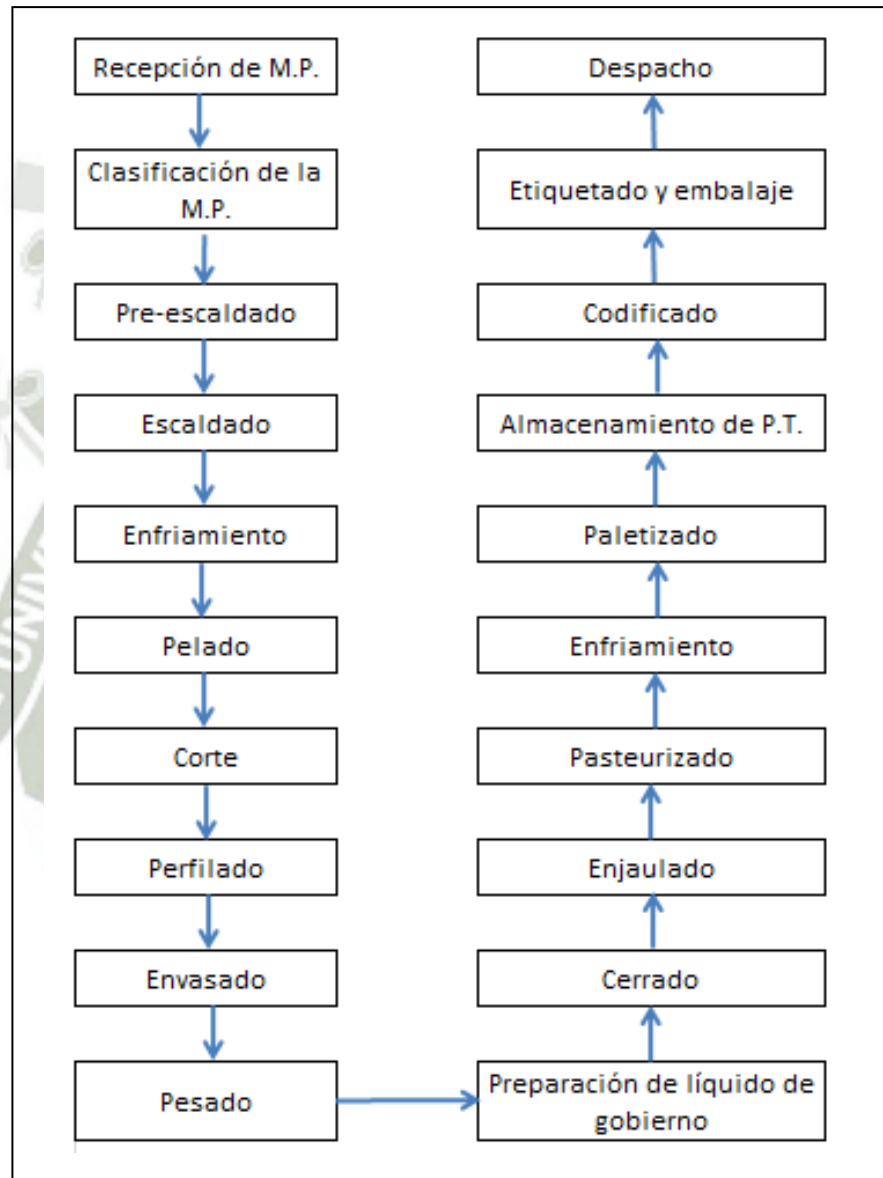 Recepción de M.P.
Clasificación de la
M.P.
Pre-escaldado
Escaldado
Enfriamiento
Pelado
Corte
Perfilado
Envasado
Pesado
Preparación de líquido de
gobierno
Cerrado
Enjaulado
Pasteurizado
Enfriamiento
Paletizado
Almacenamiento de P.T.
Codificado
Etiquetado y embalaje
Despacho